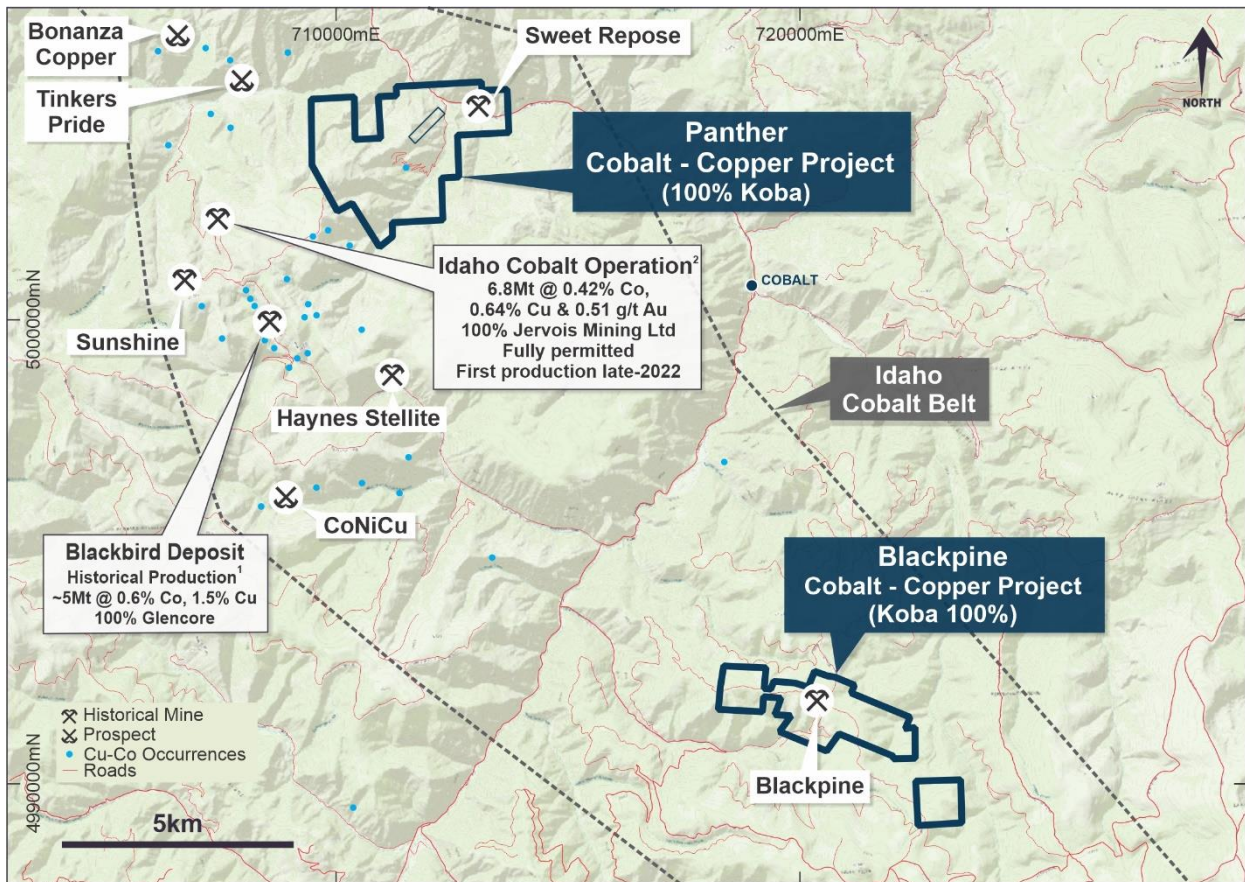 710000mE
720000mE
Bonanza
Copper
Sweet Repose
NORTH
Tinkers
Pride
Panther
Cobalt - Copper Project
(100% Koba)
Idaho Cobalt Operation²
6.8Mt @ 0.42% Co,
0.64% Cu & 0.51 g/t Au
100% Jervois Mining Ltd
Fully permitted
First production late-2022
COBALT
5000000mN
Sunshine
Idaho
Cobalt Belt
Haynes Stellite
CoNiCu
Blackbird Deposit
Historical Production¹
~5Mt @ 0.6% Co, 1.5% Cu
100% Glencore
Blackpine
Cobalt - Copper Project
(Koba 100%)
Historical Mine
Prospect
Cu-Co Occurrences
Roads
Blackpine
4990000mN
5km